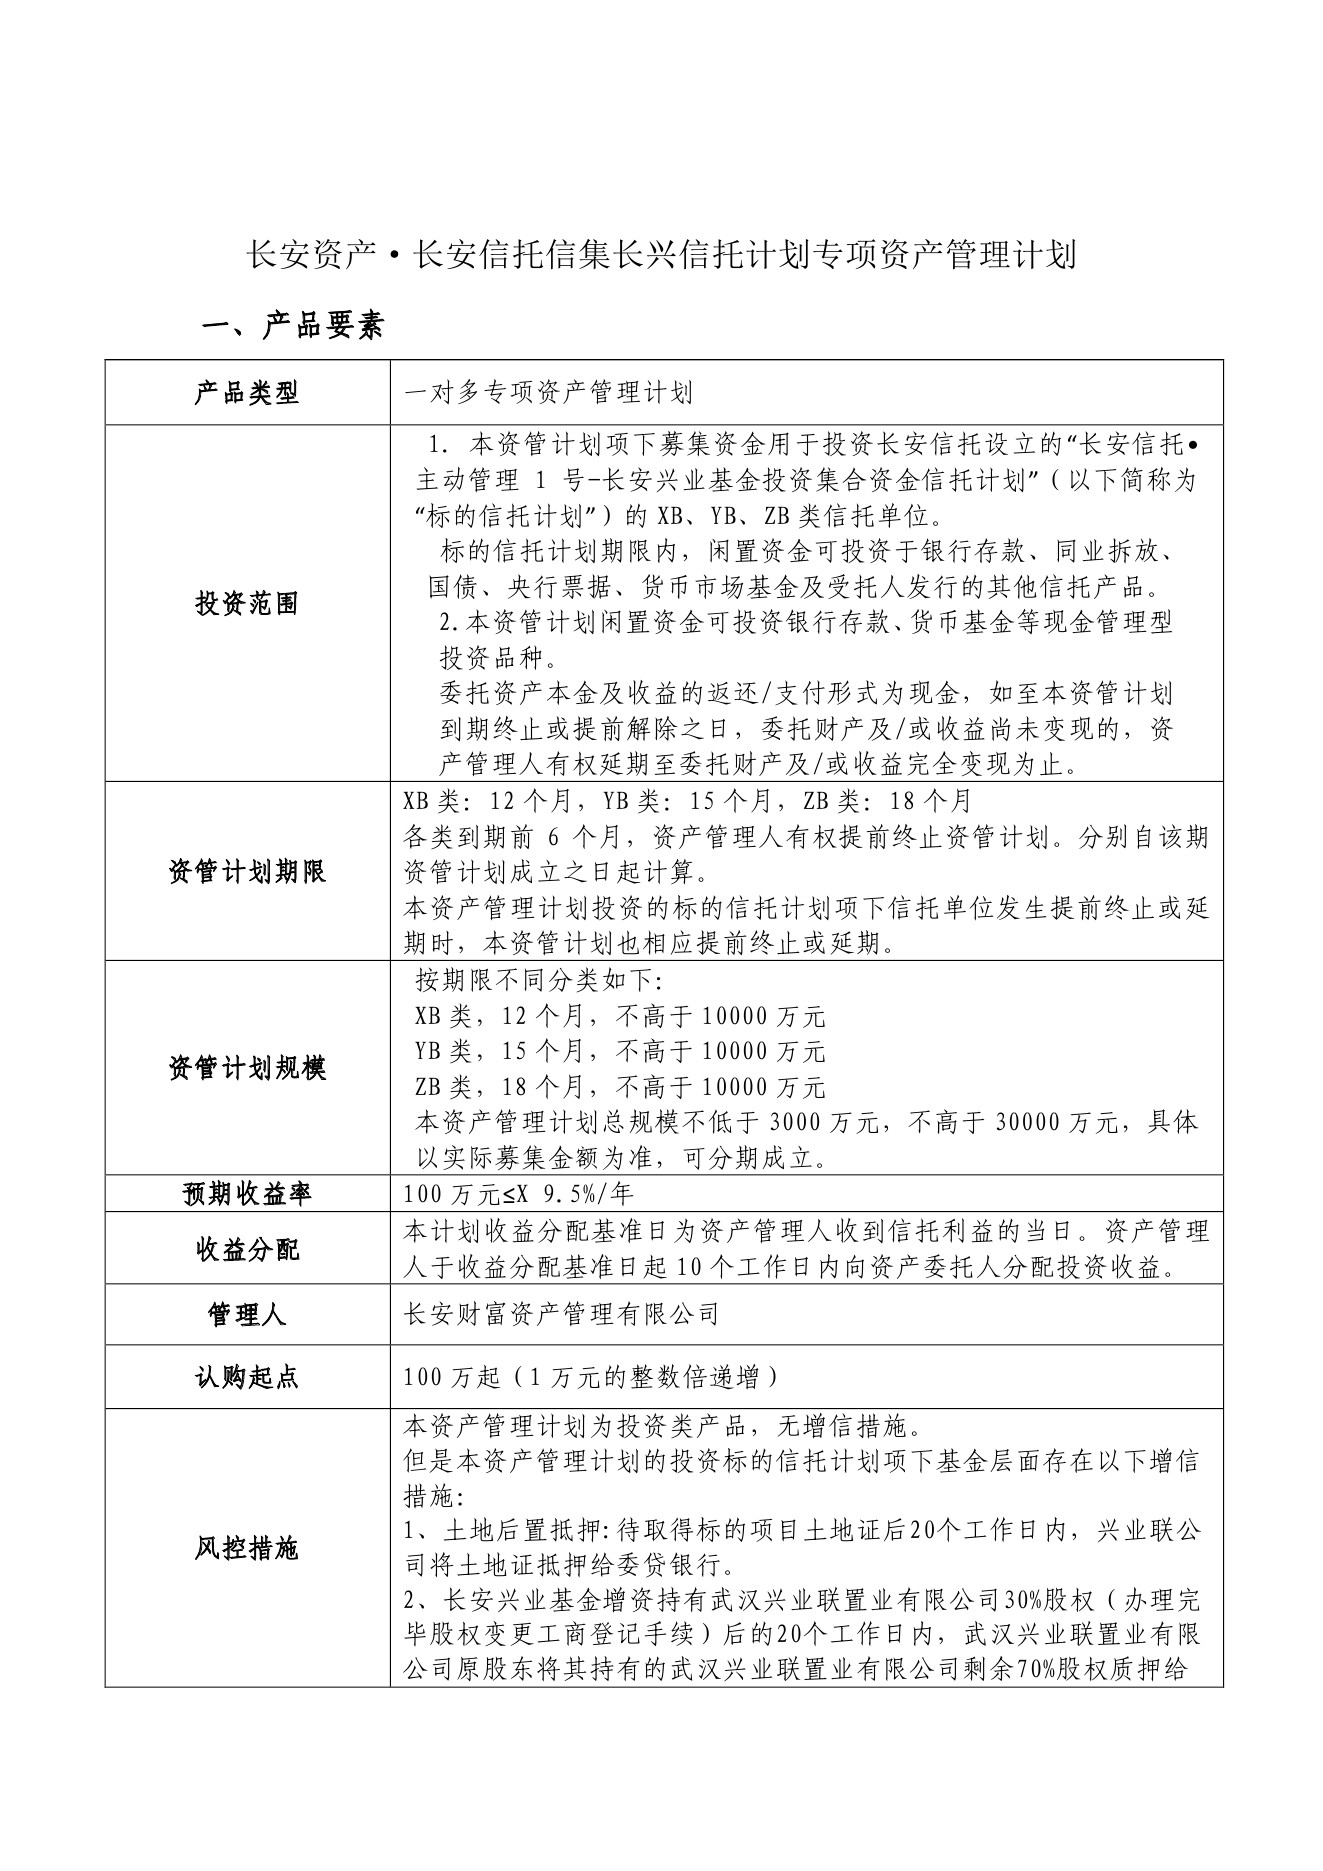 长安资产·长安信托信集长兴信托计划专项资产管理计划
一、产品要素
产品类型
一对多专项资产管理计划
投资范围
1. 本资管计划项下募集资金用于投资长安信托设立的“长安信托•
主动管理 1 号-长安兴业基金投资集合资金信托计划”（以下简称为
“标的信托计划”）的 XB、YB、ZB 类信托单位。
标的信托计划期限内，闲置资金可投资于银行存款、同业拆放、
国债、央行票据、货币市场基金及受托人发行的其他信托产品。
2.本资管计划闲置资金可投资银行存款、货币基金等现金管理型
投资品种。
委托资产本金及收益的返还/支付形式为现金，如至本资管计划
到期终止或提前解除之日，委托财产及/或收益尚未变现的，资
产管理人有权延期至委托财产及/或收益完全变现为止。
资管计划期限
XB 类：12 个月，YB 类：15 个月，ZB 类：18 个月
各类到期前 6 个月，资产管理人有权提前终止资管计划。分别自该期
资管计划成立之日起计算。
本资产管理计划投资的标的信托计划项下信托单位发生提前终止或延
期时，本资管计划也相应提前终止或延期。
资管计划规模
按期限不同分类如下：
XB 类，12 个月，不高于 10000 万元
YB 类，15 个月，不高于 10000 万元
ZB 类，18 个月，不高于 10000 万元
本资产管理计划总规模不低于 3000 万元，不高于 30000 万元，具体
以实际募集金额为准，可分期成立。
预期收益率
100 万元≤X 9.5%/年
收益分配
本计划收益分配基准日为资产管理人收到信托利益的当日。资产管理
人于收益分配基准日起 10 个工作日内向资产委托人分配投资收益。
管理人
长安财富资产管理有限公司
认购起点
100 万起（1 万元的整数倍递增）
风控措施
本资产管理计划为投资类产品，无增信措施。
但是本资产管理计划的投资标的信托计划项下基金层面存在以下增信
措施：
1、土地后置抵押：待取得标的项目土地证后20个工作日内，兴业联公
司将土地证抵押给委贷银行。
2、长安兴业基金增资持有武汉兴业联置业有限公司30%股权（办理完
毕股权变更工商登记手续）后的20个工作日内，武汉兴业联置业有限
公司原股东将其持有的武汉兴业联置业有限公司剩余70%股权质押给